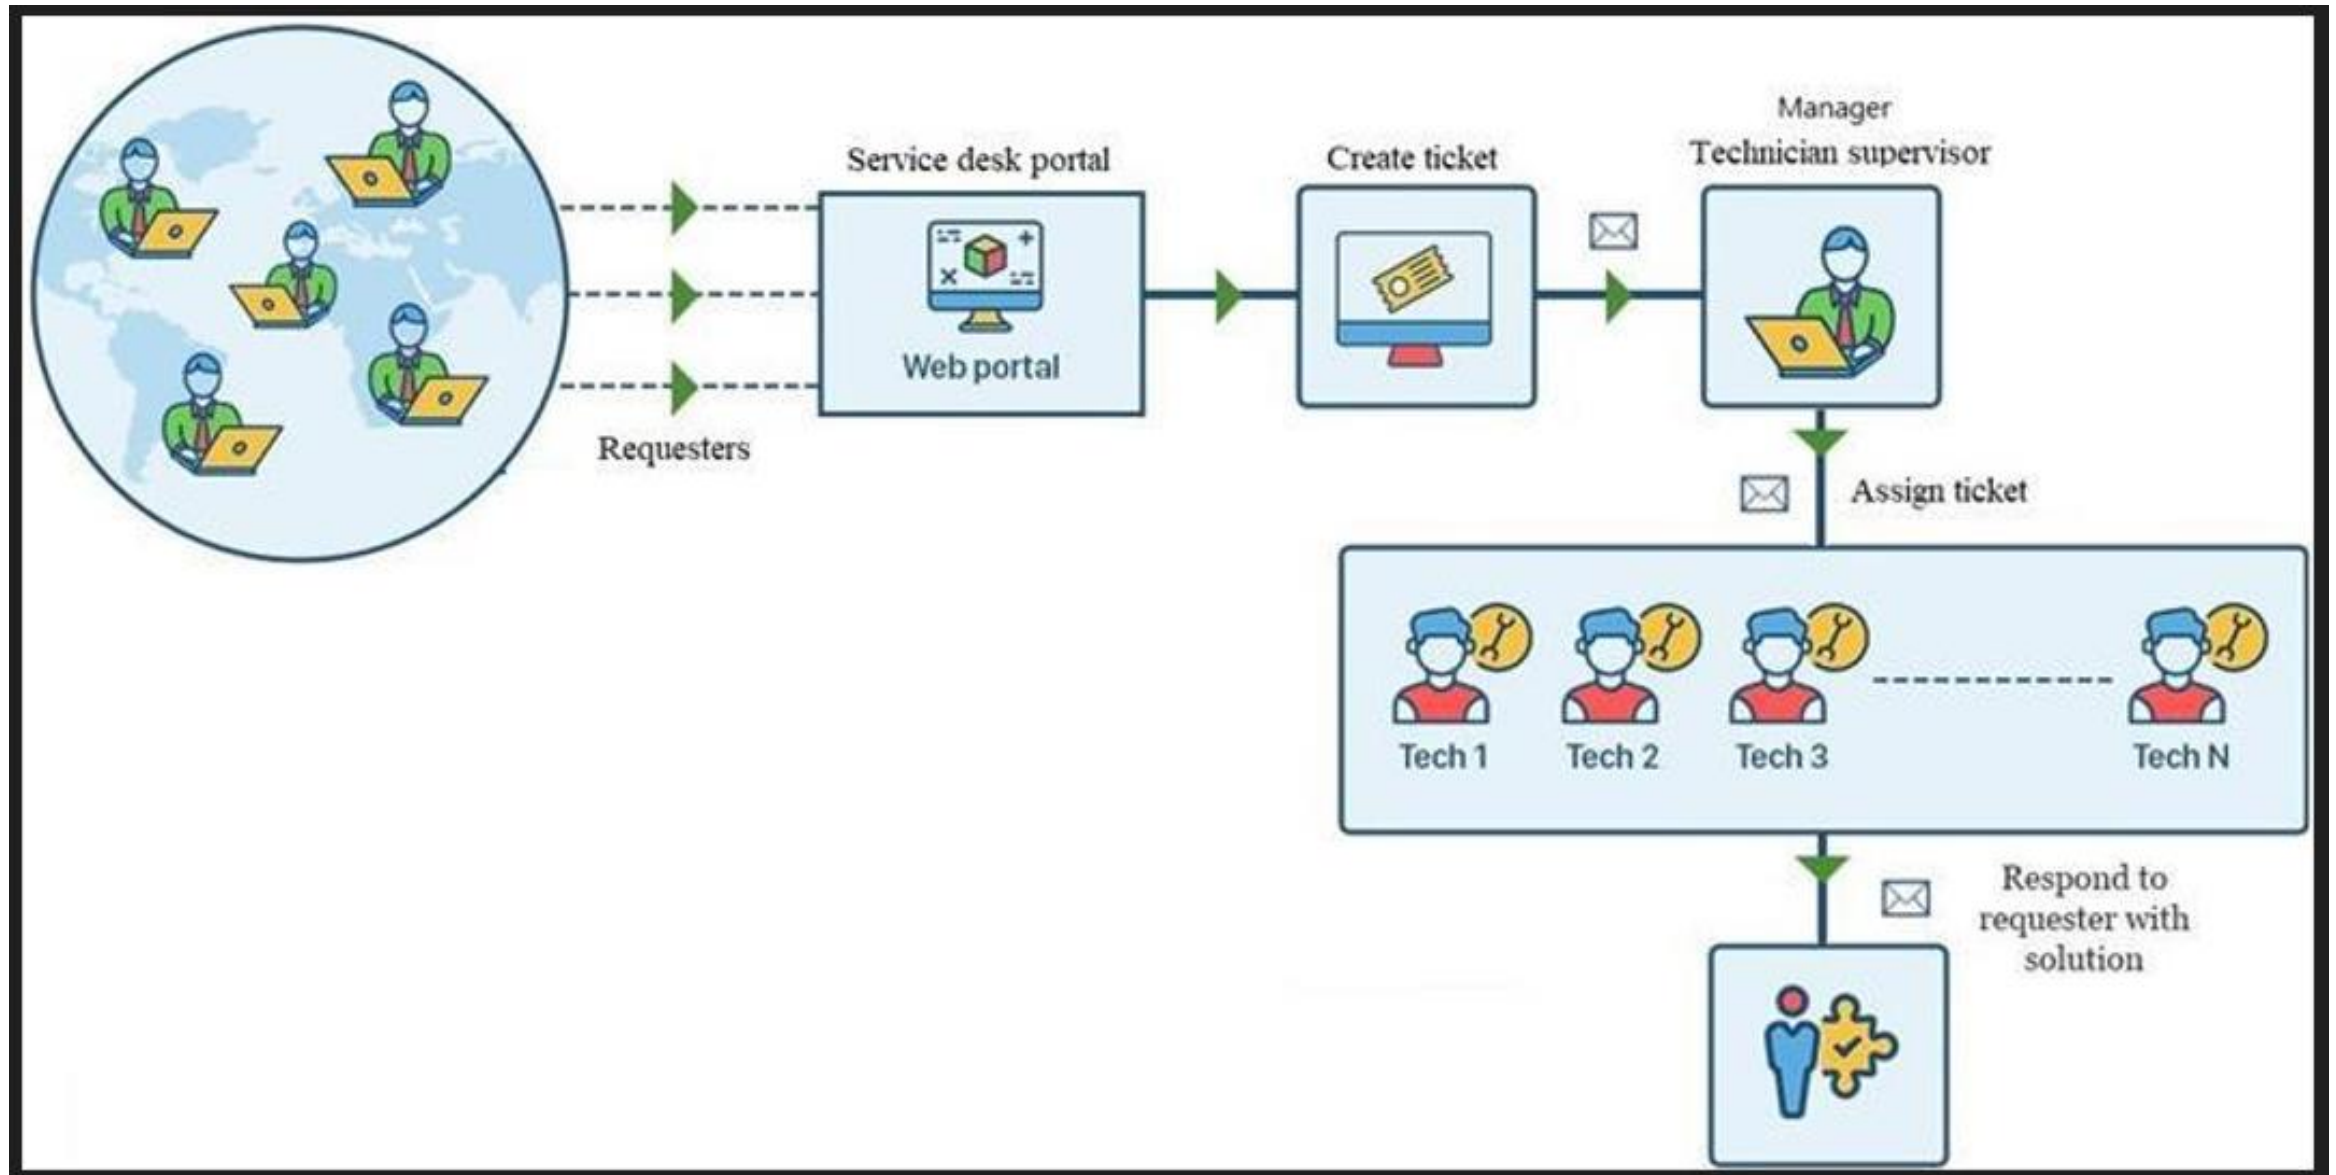 Manager
Service desk portal
Create ticket
Technician supervisor
Web portal
Requesters
Assign ticket
Tech 1
Tech 2
Tech 3
Tech N
Respond to
requester with
solution